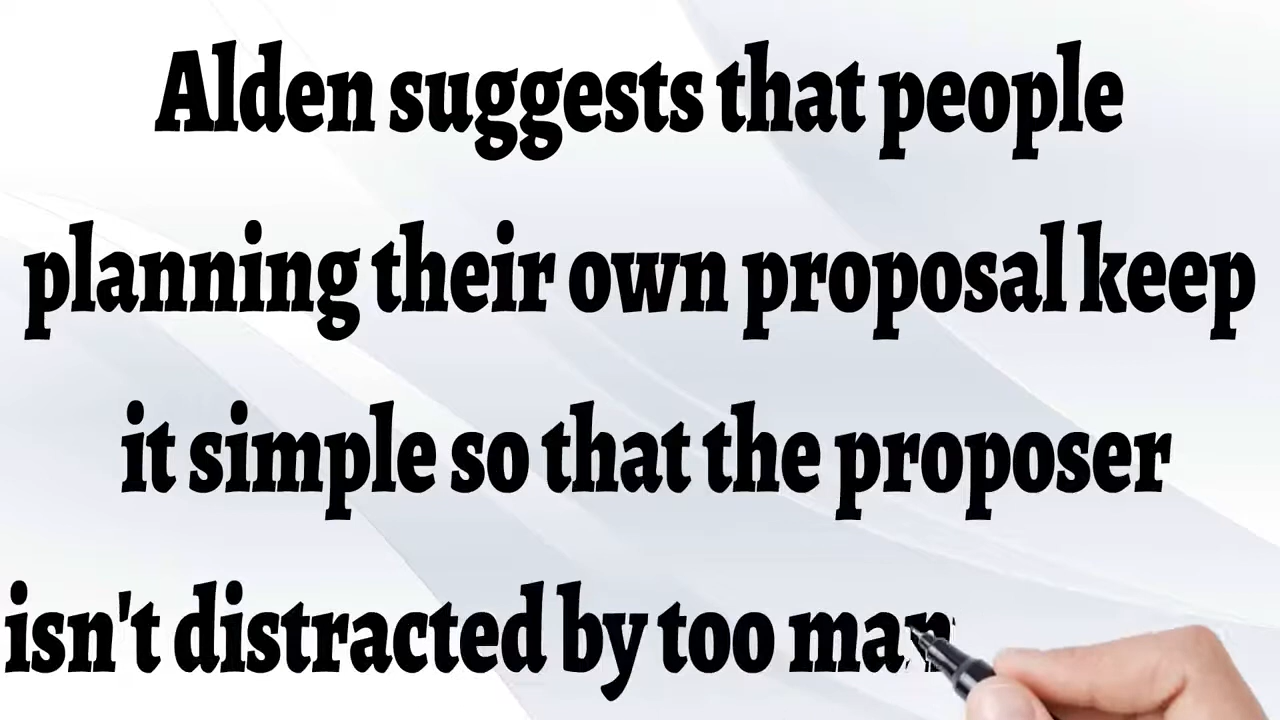 Alden suggests that people
planning their own proposal keep
it simple so that the proposer
isn't distracted by too man